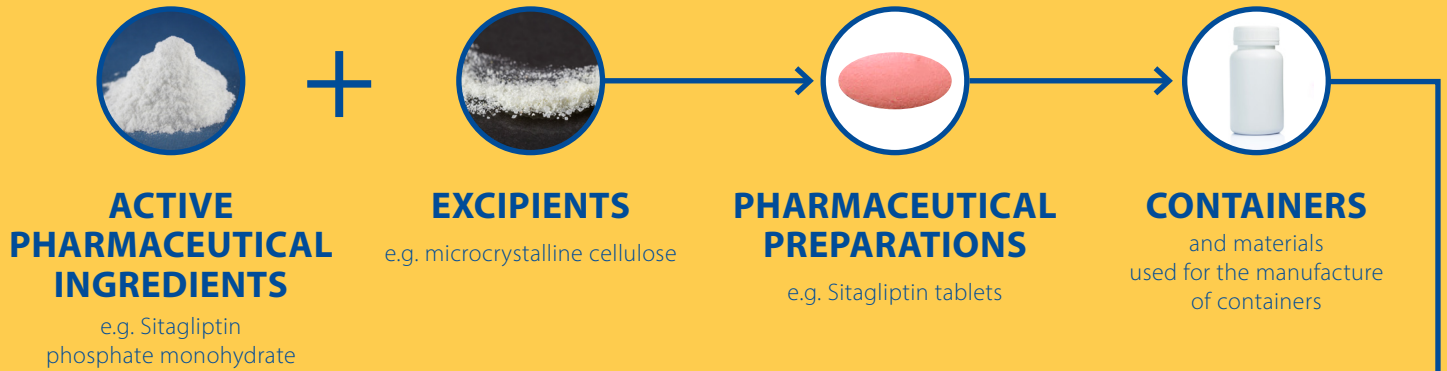 ACTIVE
PHARMACEUTICAL
INGREDIENTS
e.g. Sitagliptin
phosphate monohydrate
EXCIPIENTS
e.g. microcrystalline cellulose
PHARMACEUTICAL
PREPARATIONS
e.g. Sitagliptin tablets
CONTAINERS
and materials
used for the manufacture
of containers